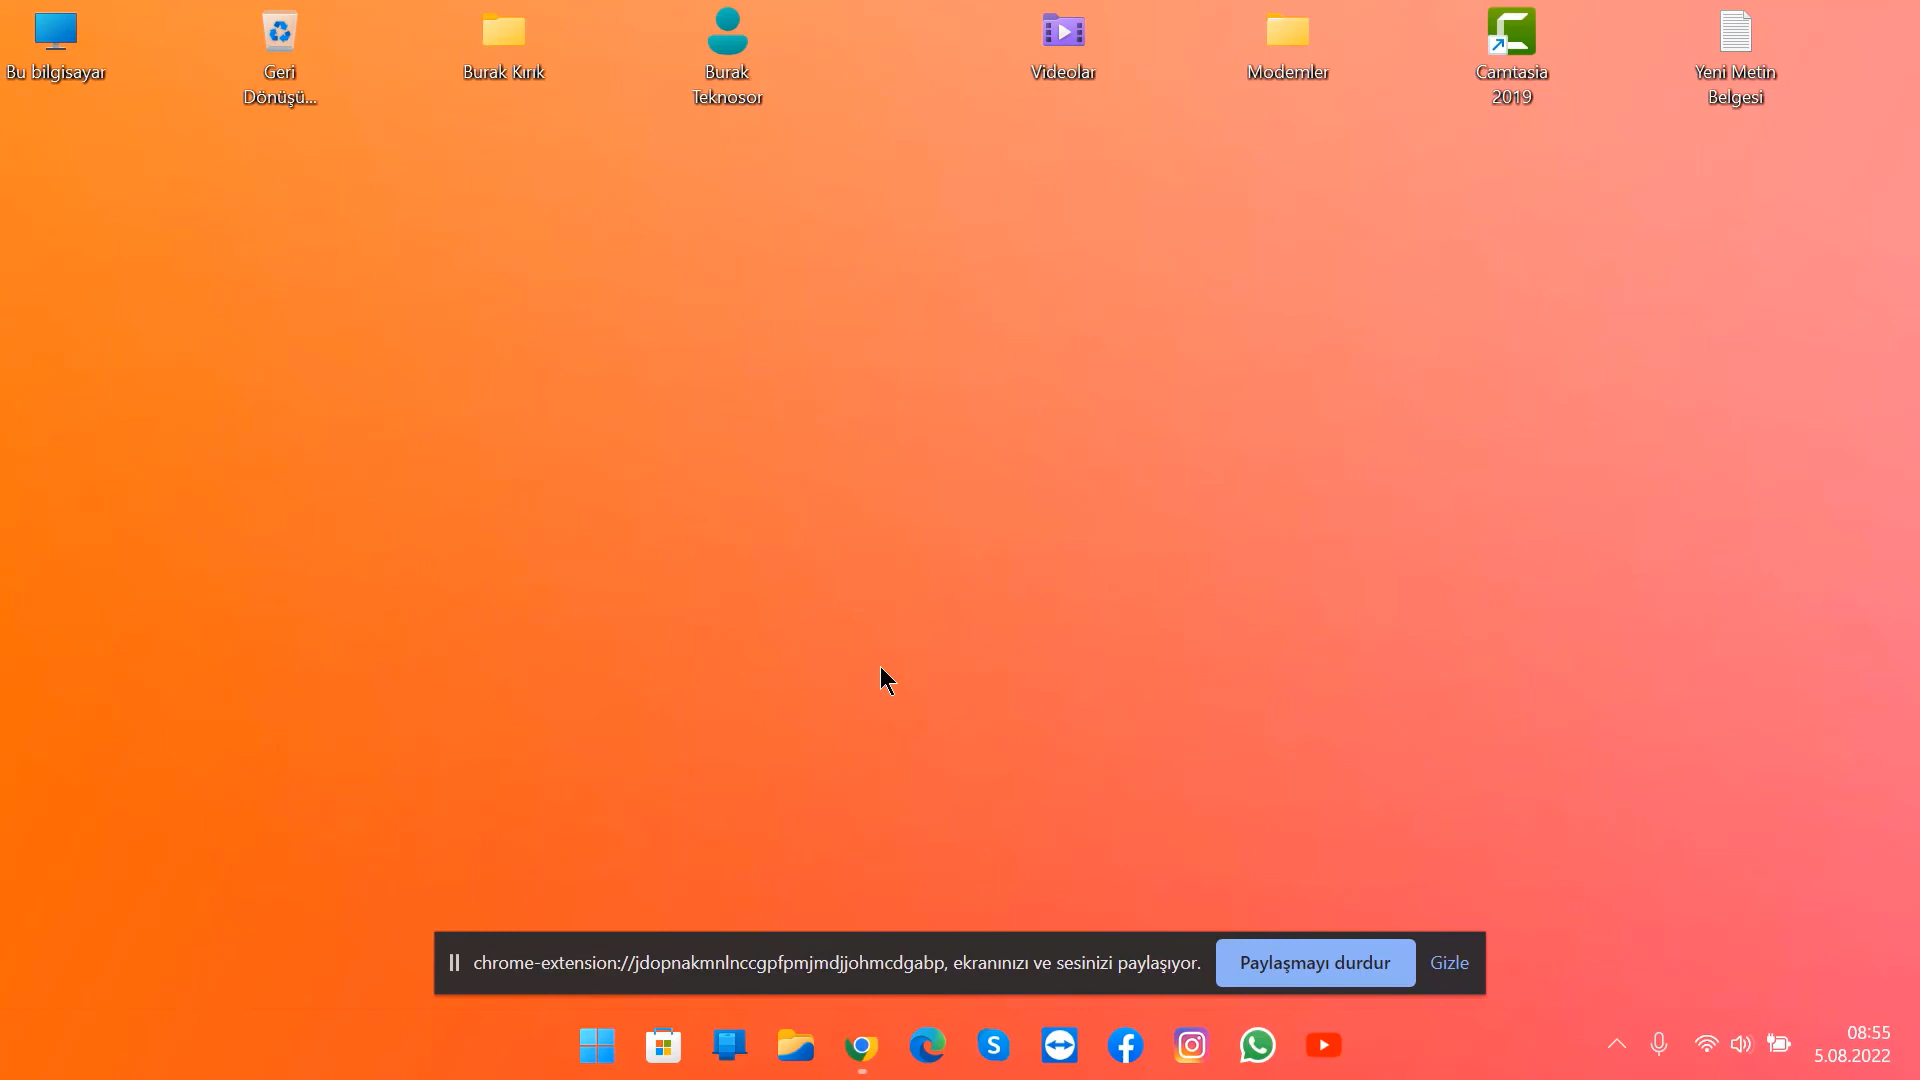 Bu bilgisayar
Geri
Dönüşü...
Burak Kırık
Burak
Teknosor
Videolar
Modemler
Camtasia
2019
Yeni Metin
Belgesi
chrome-extension://jdopnakmnlnccgpfpmjmdjjohmcdgabp, ekranınızı ve sesinizi paylaşıyor.
Paylaşmayı durdur
Gizle
08:55
5.08.2022